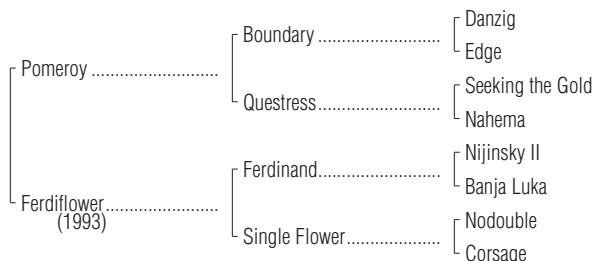 Danzig
Boundary ..........................
Edge
Pomeroy ...........................
Seeking the Gold
Questress..........................
Nahema
Nijinsky II
Ferdinand..........................
Banja Luka
Ferdiflower........................
(1993)
Nodouble
Single Flower....................
Corsage